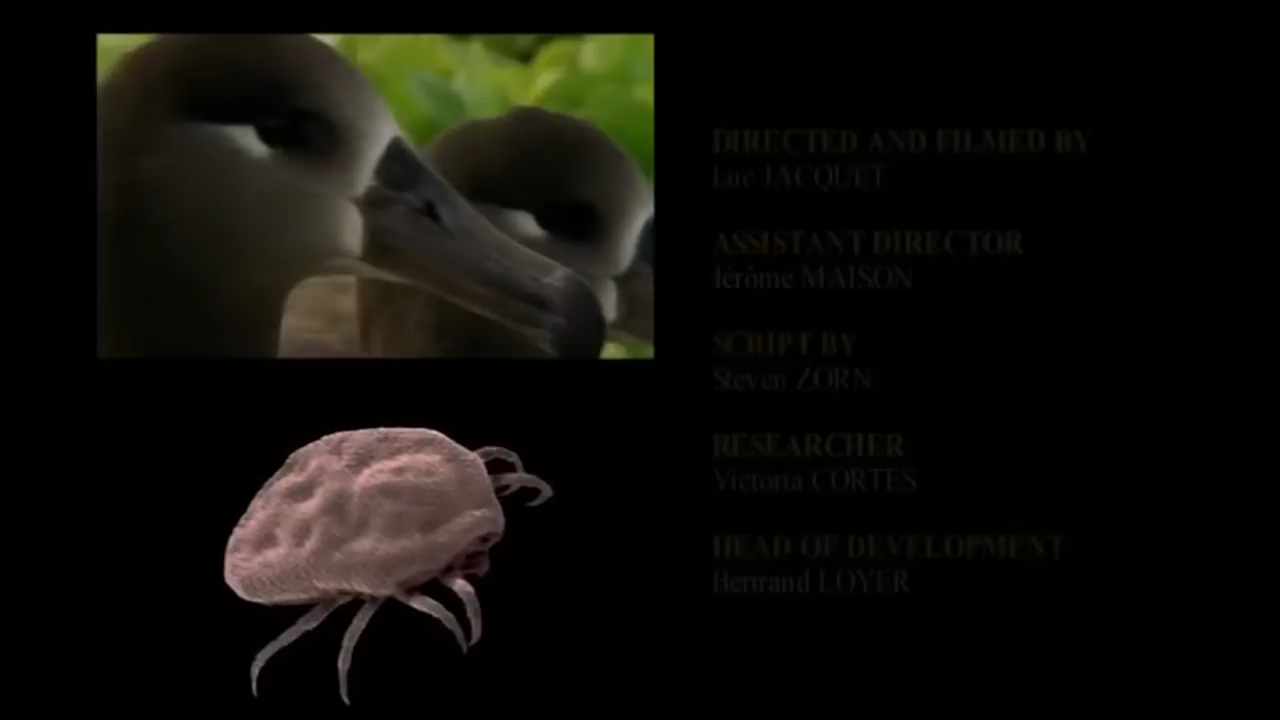 DIRECTED AND FILMED BY
Luc JACQUET
ASSISTANT DIRECTOR
Jérôme MAISON
SCRIPT BY
Steven ZORN
RESEARCHER
Victoria CORTES
HEAD OF DEVELOPMENT
Bertrand LOYER